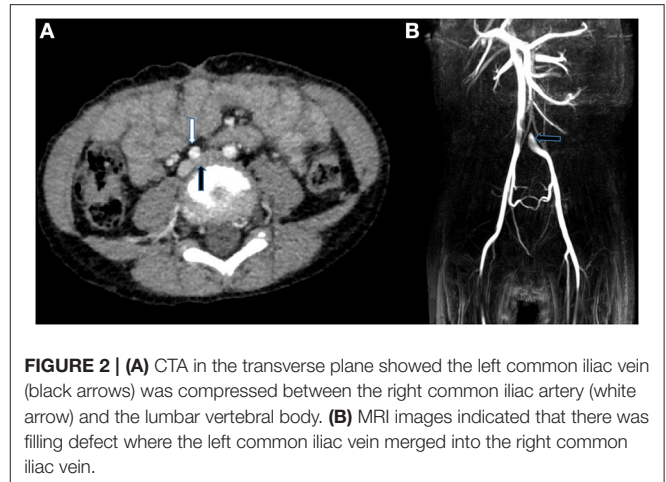 A
B
FIGURE 2 | (A) CTA in the transverse plane showed the left common iliac vein
(black arrows) was compressed between the right common iliac artery (white
arrow) and the lumbar vertebral body. (B) MRI images indicated that there was
filling defect where the left common iliac vein merged into the right common
iliac vein.